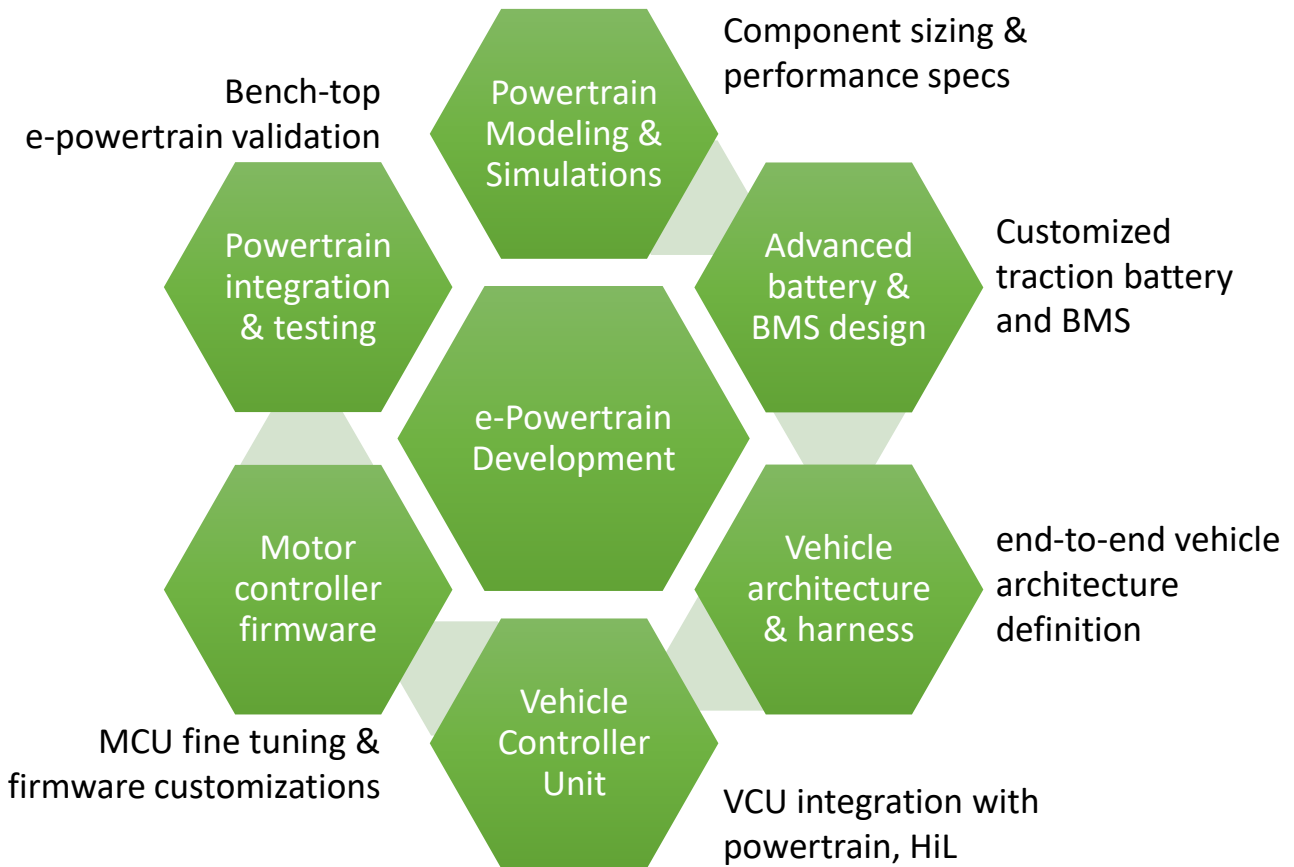 Component sizing &
performance specs
Powertrain
Modeling &
Simulations
Bench-top
e-powertrain validation
Powertrain
integration
& testing
Advanced
battery &
BMS design
Customized
traction battery
and BMS
e-Powertrain
Development
Motor
controller
firmware
Vehicle
architecture
& harness
end-to-end vehicle
architecture
definition
MCU fine tuning &
firmware customizations
Vehicle
Controller
Unit
VCU integration with
powertrain, HiL